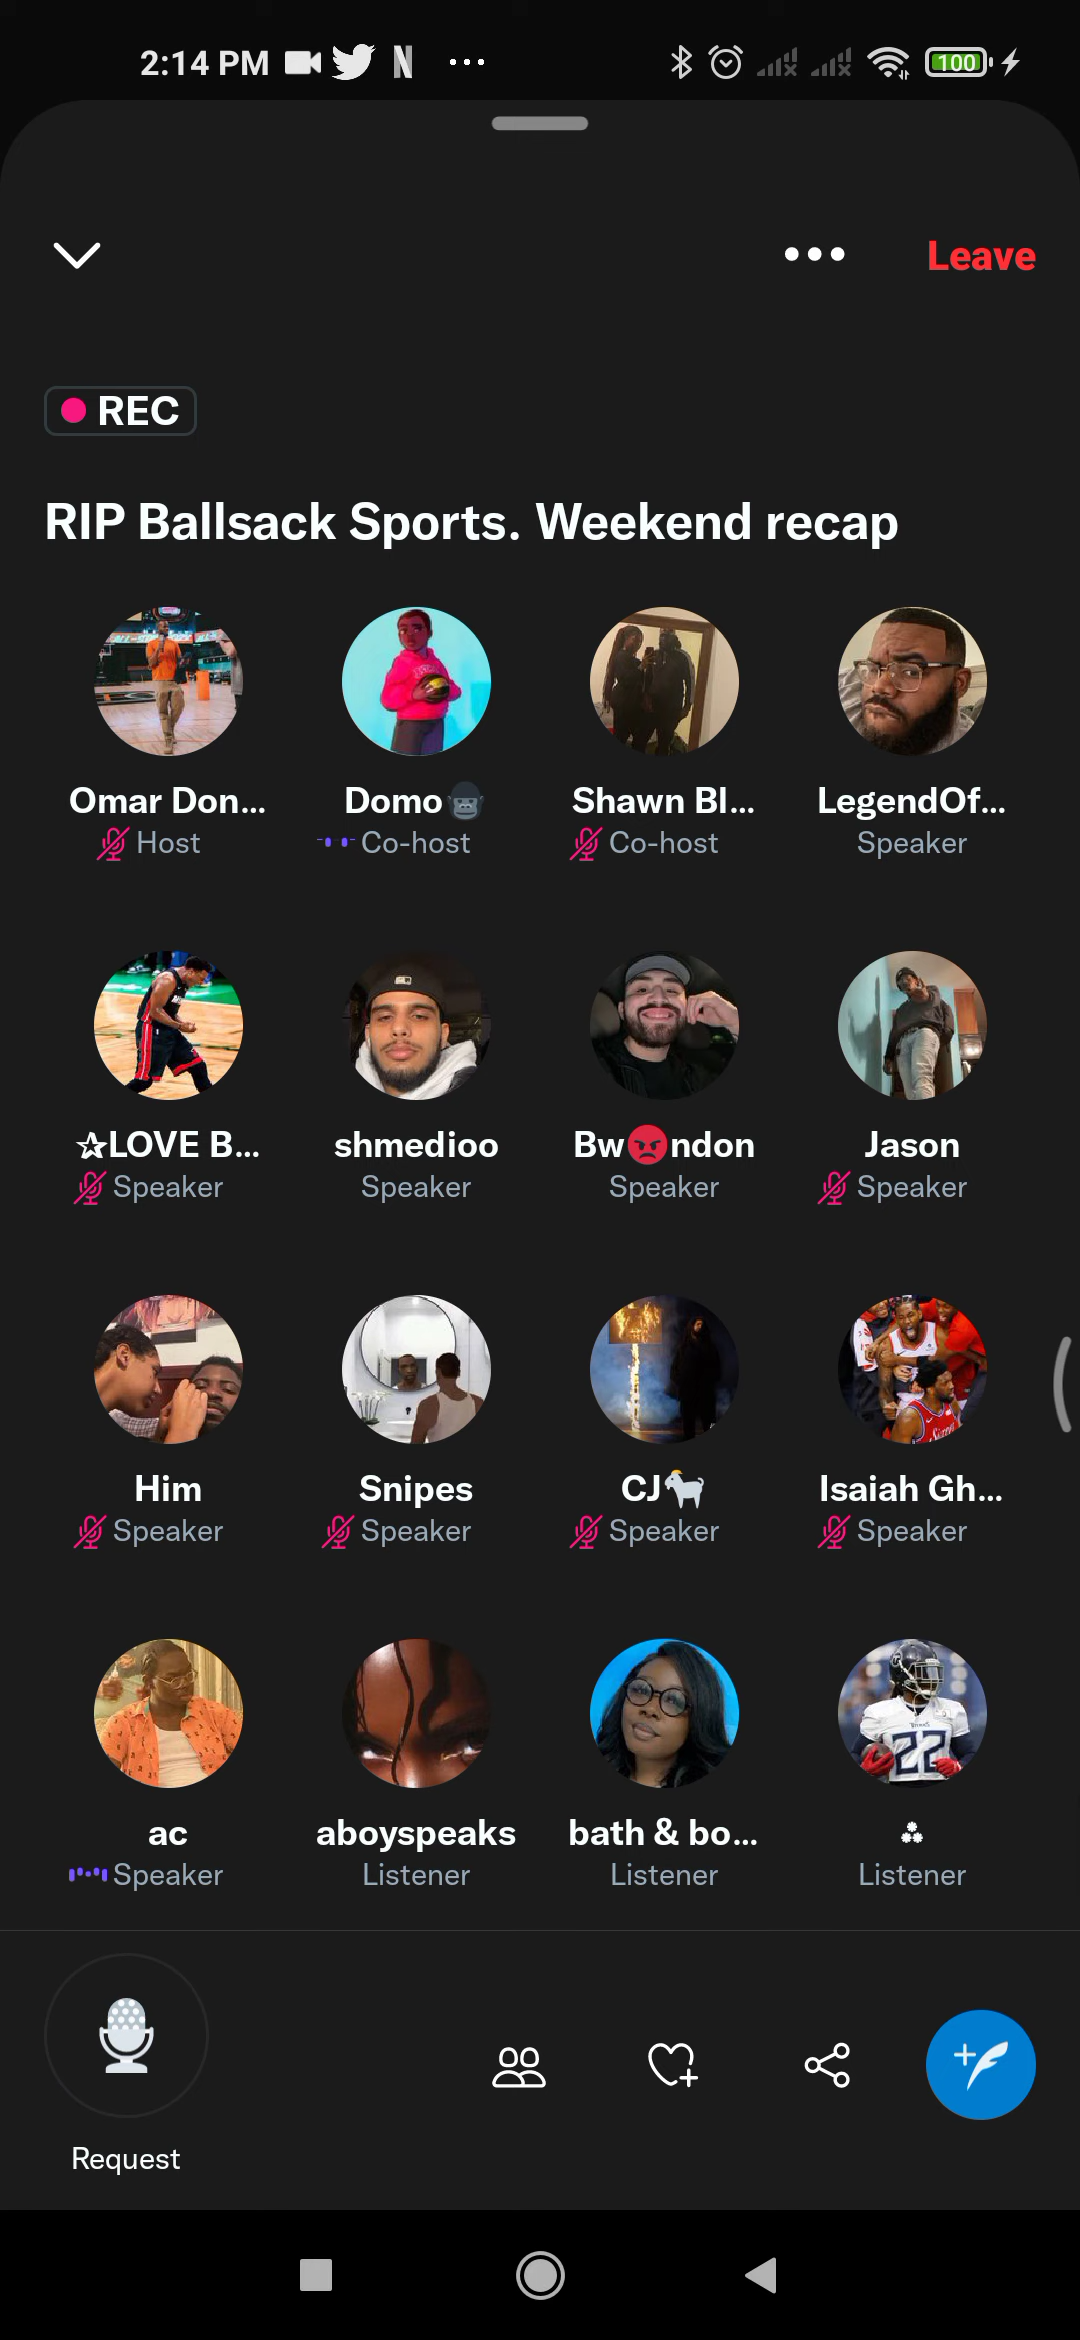 2:14 PM
100
Leave
REC
RIP Ballsack Sports. Weekend recap
Omar Don... Domo🦍 Shawn Bl... LegendOf...
Host Co-host Co-host Speaker
☆LOVE B... shmedioo Bw😡ndon Jason
Speaker Speaker Speaker Speaker
Him Snipes CJ🐐 Isaiah Gh...
Speaker Speaker Speaker Speaker
22
ac aboyspeaks bath & bo... ஃ
Speaker Listener Listener Listener
Request